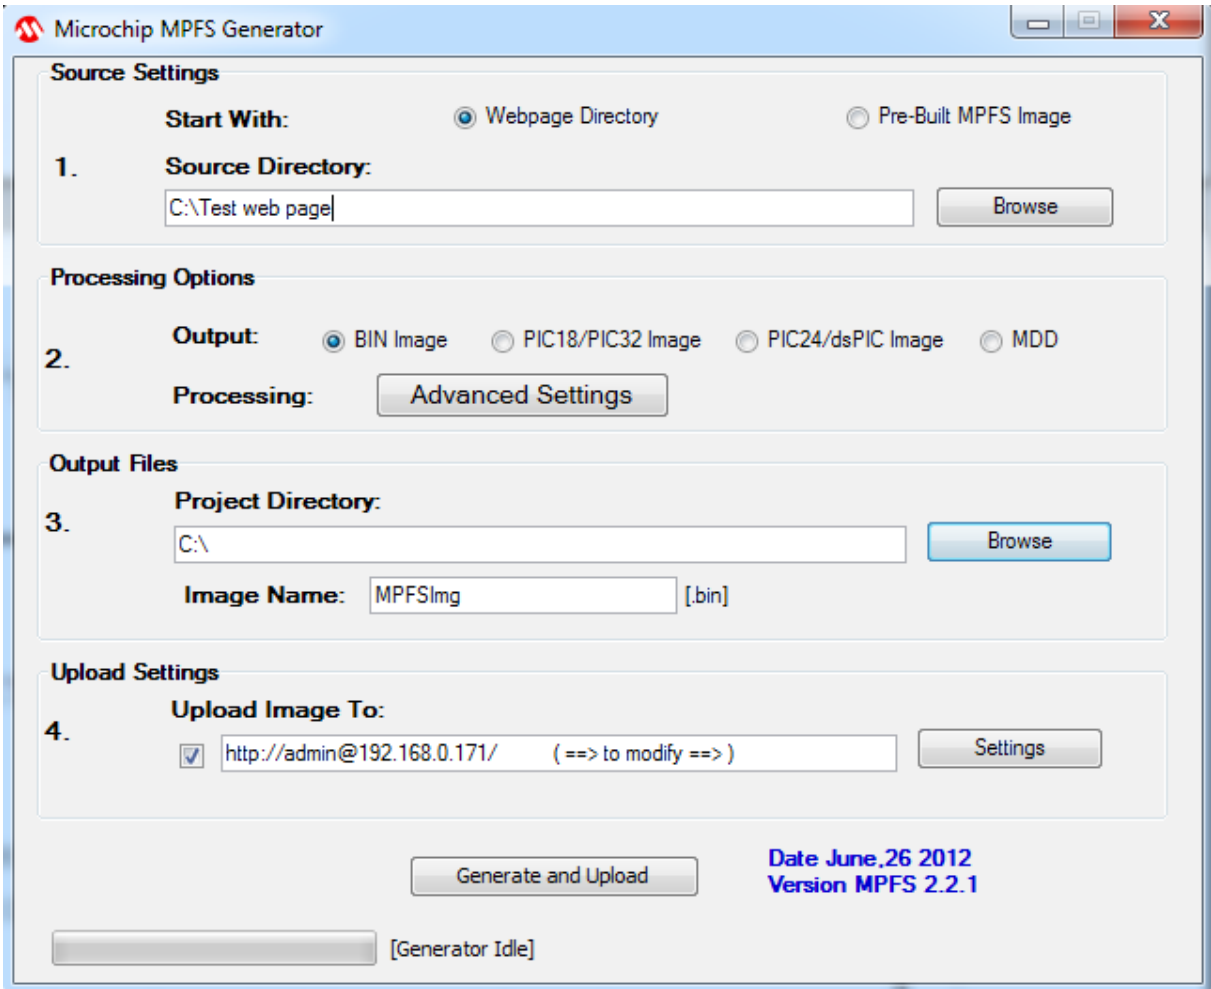 Microchip MPFS Generator
Source Settings
Start With: Webpage Directory Pre-Built MPFS Image
1. Source Directory:
C:\Test web page Browse
Processing Options
2. Output: BIN Image PIC18/PIC32 Image PIC24/dsPIC Image MDD
Processing: Advanced Settings
Output Files
3. Project Directory:
C:\ Browse
Image Name: MPFSImg [.bin]
Upload Settings
4. Upload Image To:
http://admin@192.168.0.171/ ( ==> to modify ==> ) Settings
Generate and Upload
Date June,26 2012
Version MPFS 2.2.1
[Generator Idle]